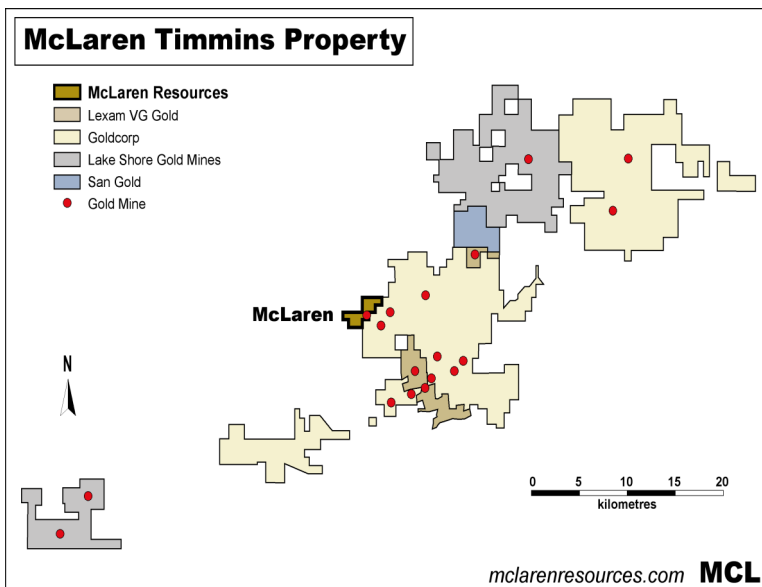 McLaren Timmins Property
McLaren Resources
Lexam VG Gold
Goldcorp
Lake Shore Gold Mines
San Gold
Gold Mine
McLaren
N
0 5 10 15 20
kilometres
mclarenresources.com MCL